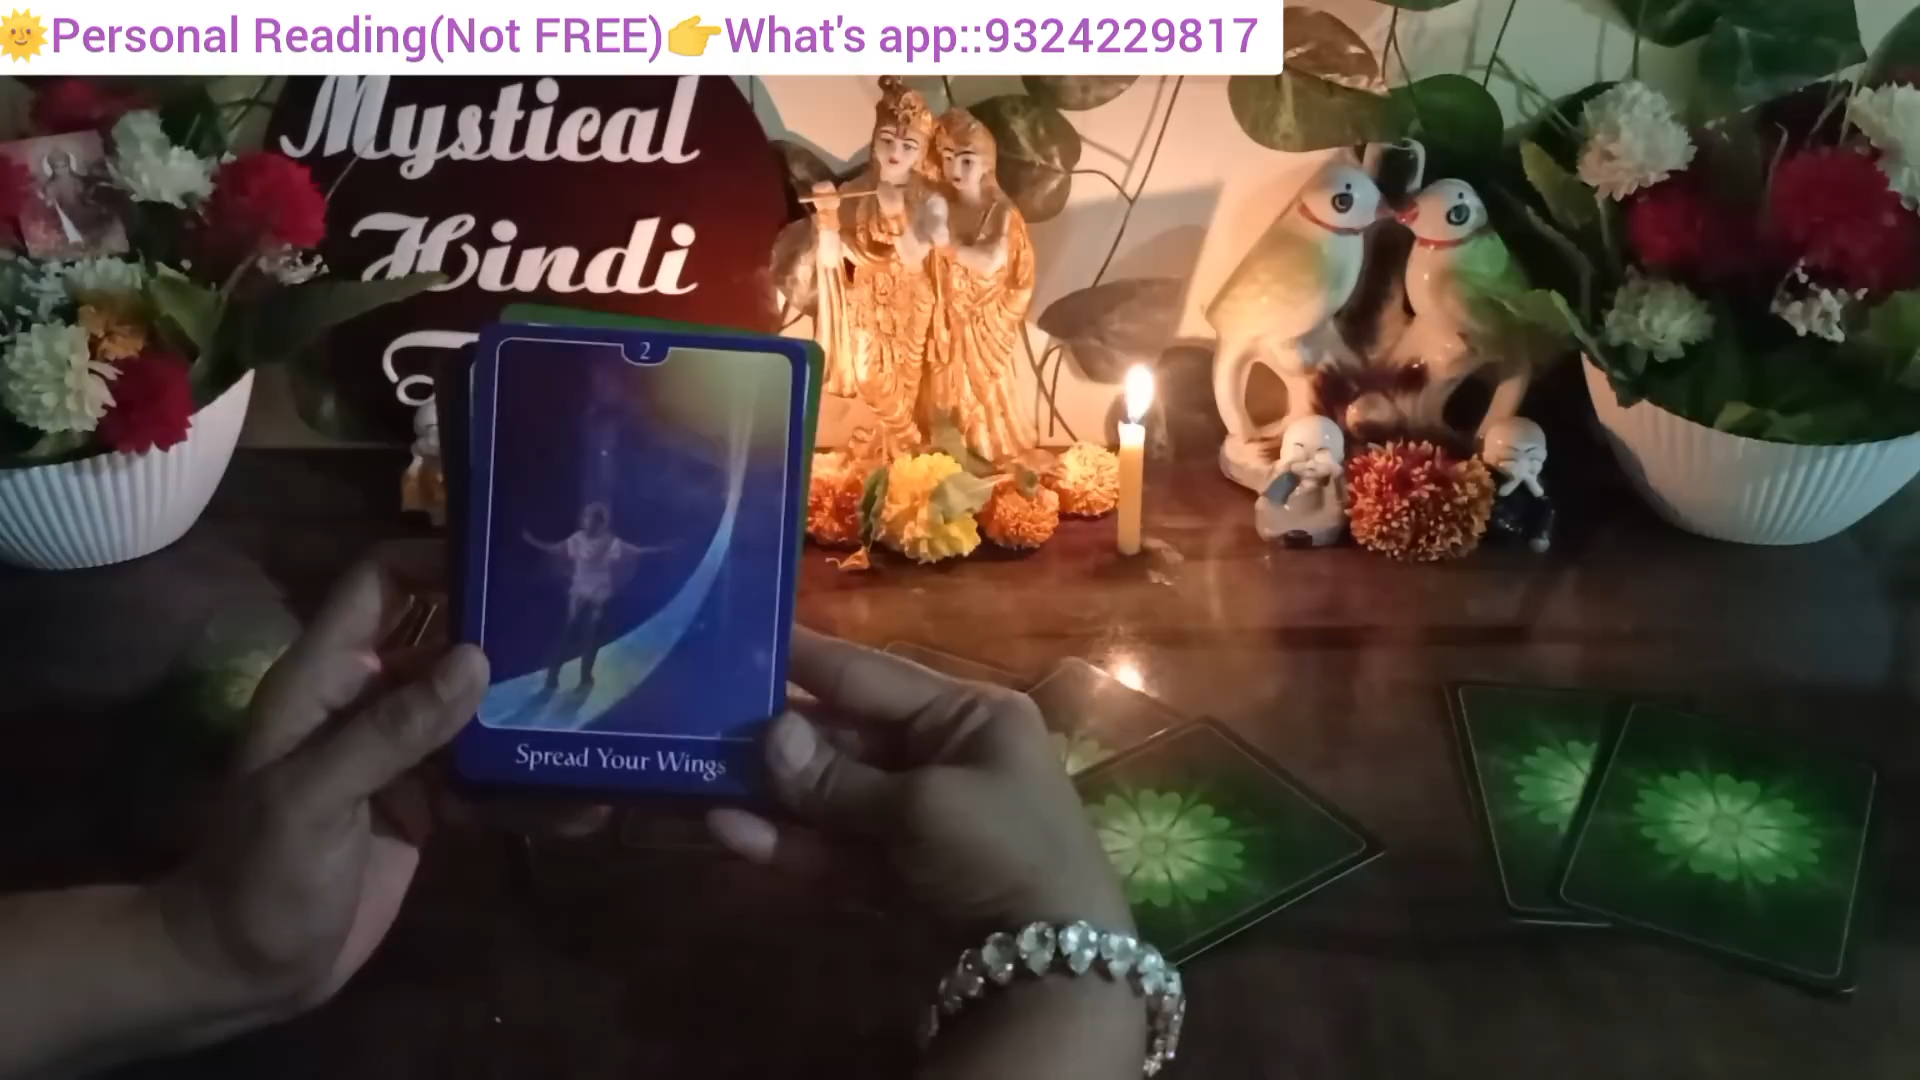 🌞Personal Reading(Not FREE)👉What's app::9324229817
Mystical
Hindi
2
Spread Your Wings